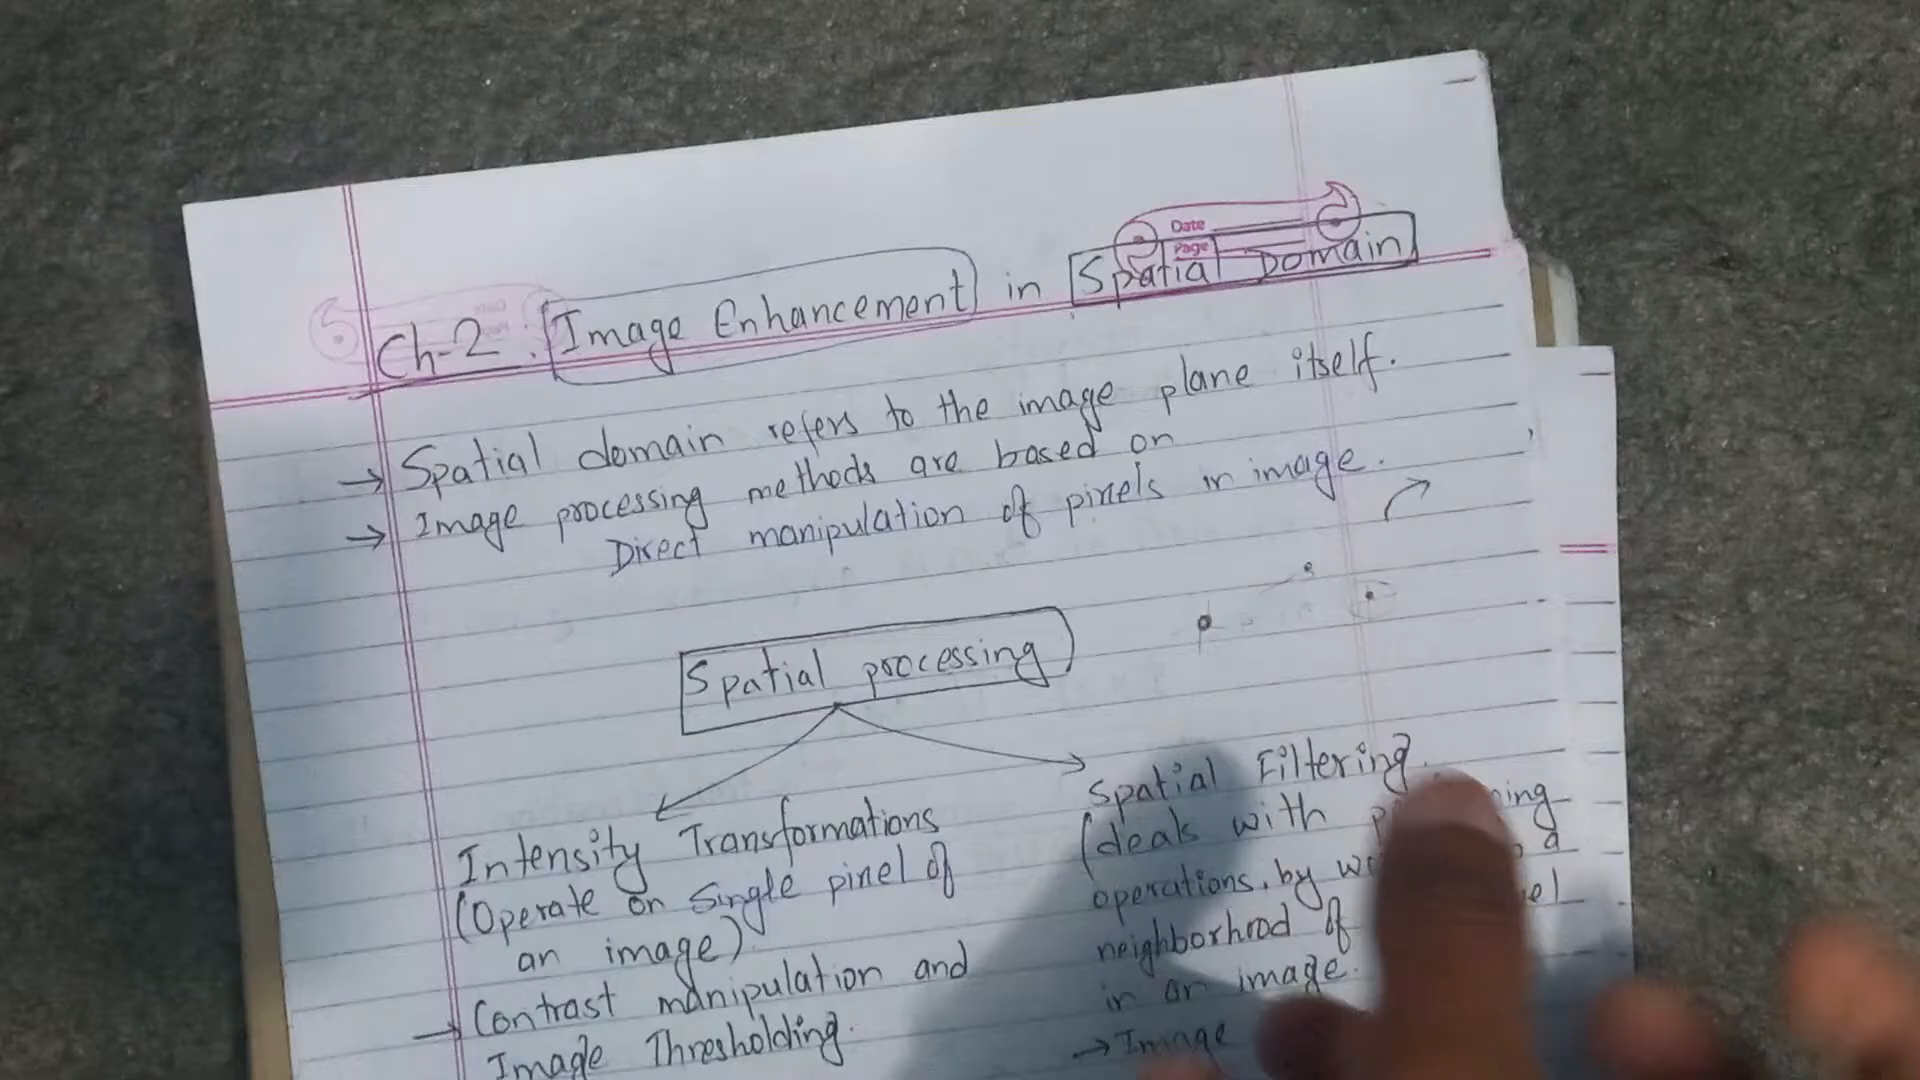 Date
Page
Ch-2 : Image Enhancement in Spatial Domain
→ Spatial domain refers to the image plane itself.
→ Image processing methods are based on
Direct manipulation of pixels in image.
Spatial processing
Intensity Transformations
(Operate on Single pixel of
an image)
→ Contrast manipulation and
Image Thresholding.
Spatial Filtering
(deals with
operations, by a
neighborhood of
in an image.
→ Image